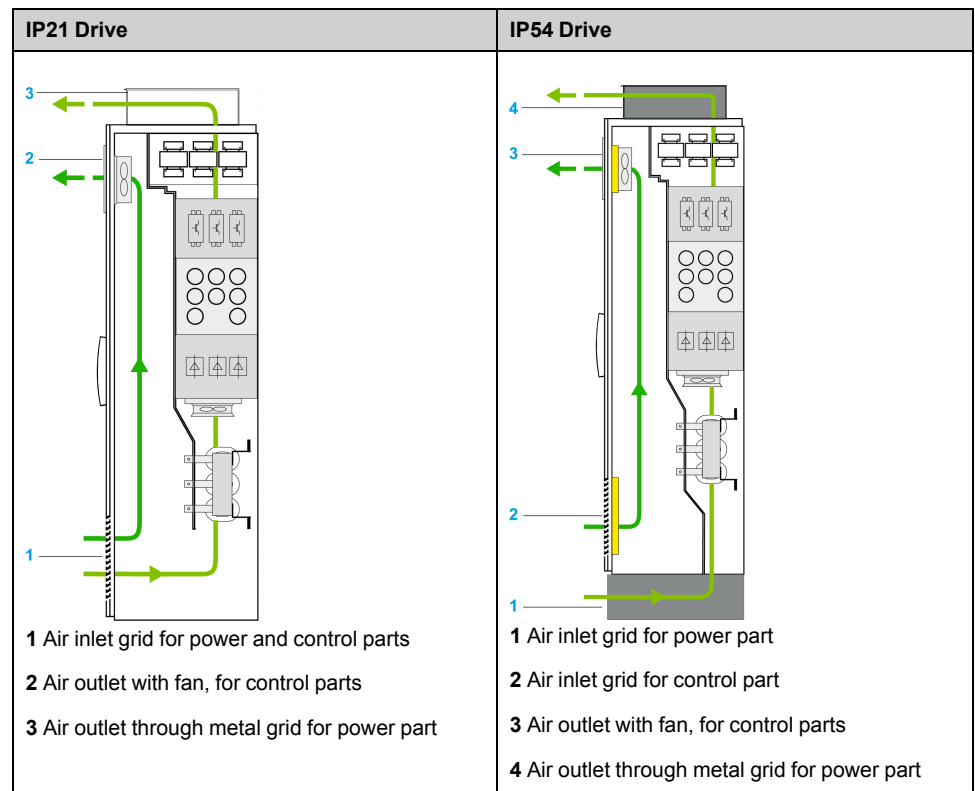 IP21 Drive
3
2
1
1 Air inlet grid for power and control parts
2 Air outlet with fan, for control parts
3 Air outlet through metal grid for power part
IP54 Drive
4
3
2
1
1 Air inlet grid for power part
2 Air inlet grid for control part
3 Air outlet with fan, for control parts
4 Air outlet through metal grid for power part